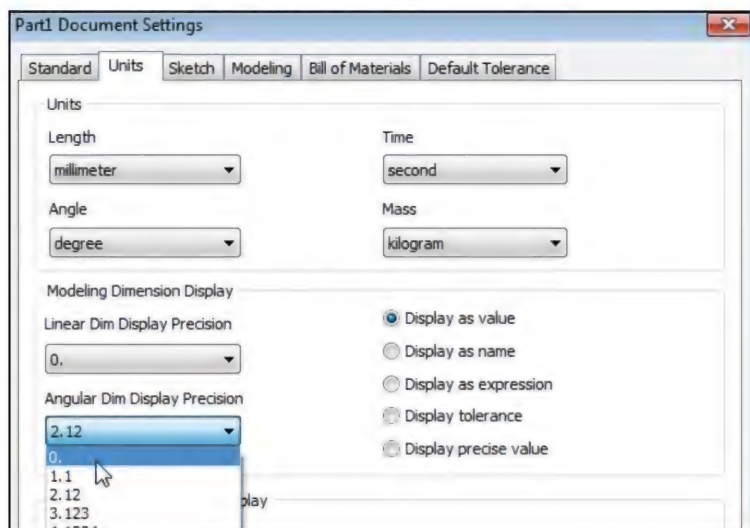 Part1 Document Settings
Standard Units Sketch Modeling Bill of Materials Default Tolerance
Units
Length Time
millimeter second
Angle Mass
degree kilogram
Modeling Dimension Display
Linear Dim Display Precision
0.
Angular Dim Display Precision
2.12
0.
1.1
2.12
3.123
Display as value
Display as name
Display as expression
Display tolerance
Display precise value
play